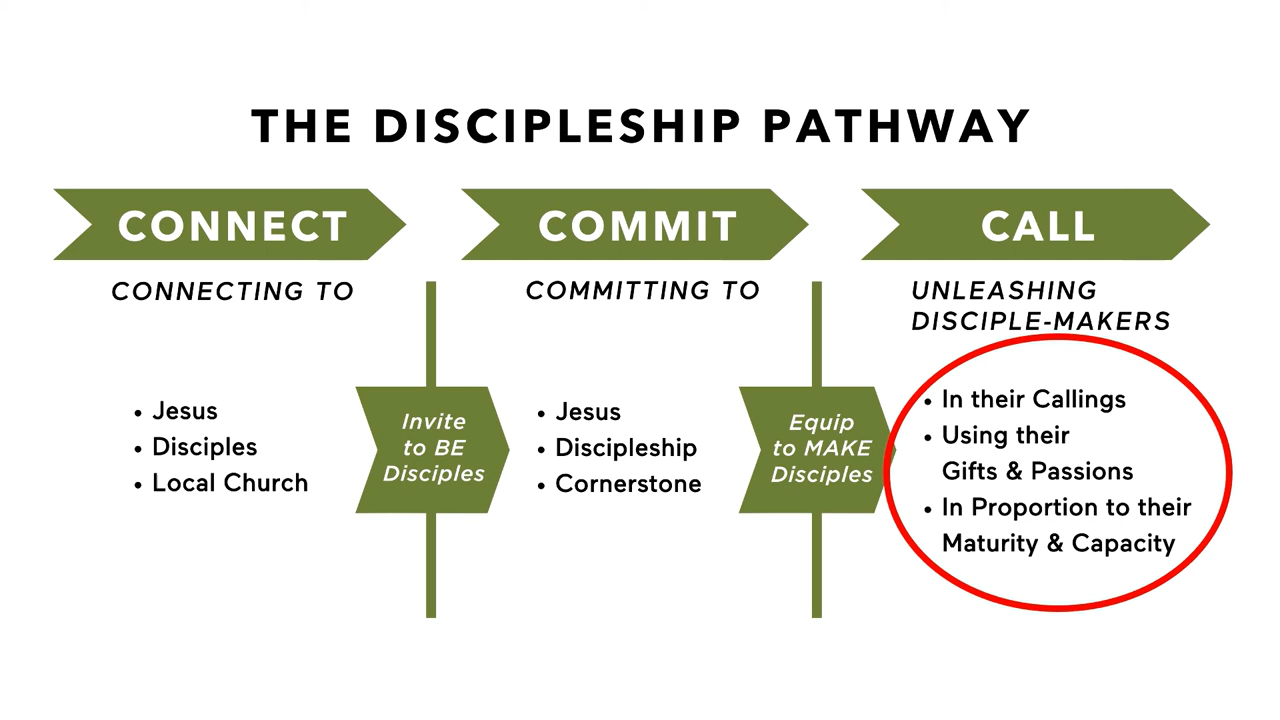 THE DISCIPLESHIP PATHWAY
CONNECT
CONNECTING TO
• Jesus
• Disciples
• Local Church
Invite
to BE
Disciples
COMMIT
COMMITTING TO
• Jesus
• Discipleship
• Cornerstone
Equip
to MAKE
Disciples
CALL
UNLEASHING
DISCIPLE-MAKERS
• In their Callings
• Using their
Gifts & Passions
• In Proportion to their
Maturity & Capacity